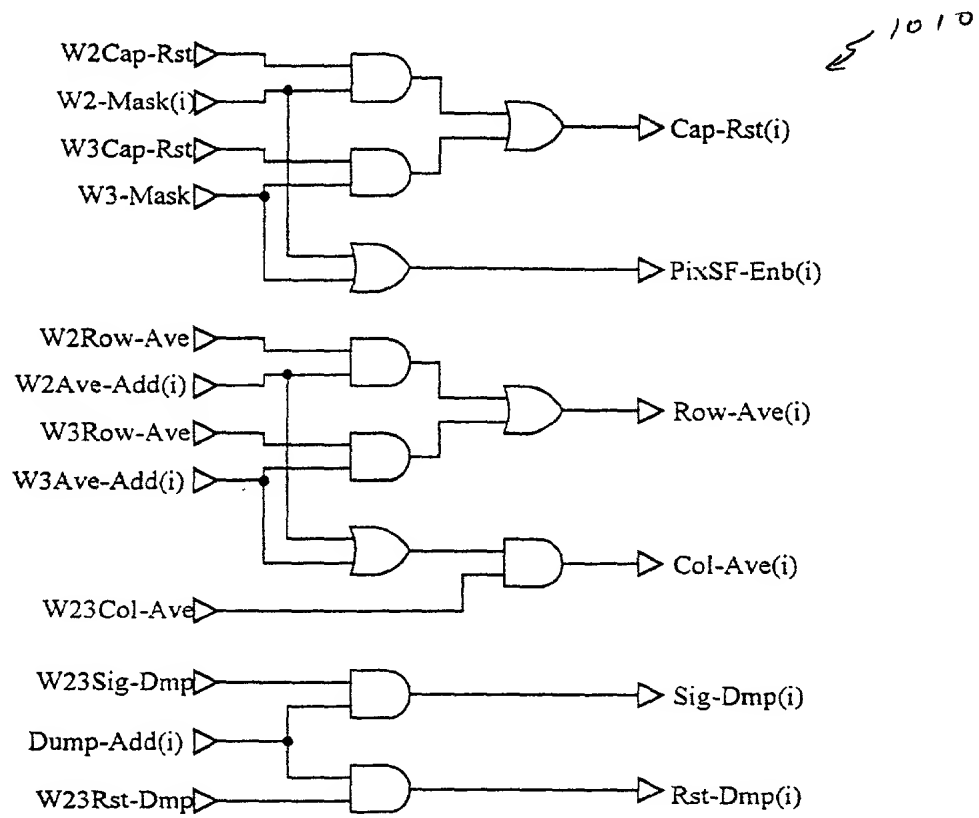 1010
W2Cap-Rst
W2-Mask(i)
W3Cap-Rst
W3-Mask
Cap-Rst(i)
PixSF-Enb(i)
W2Row-Ave
W2Ave-Add(i)
W3Row-Ave
W3Ave-Add(i)
W23Col-Ave
Row-Ave(i)
Col-Ave(i)
W23Sig-Dmp
Dump-Add(i)
W23Rst-Dmp
Sig-Dmp(i)
Rst-Dmp(i)